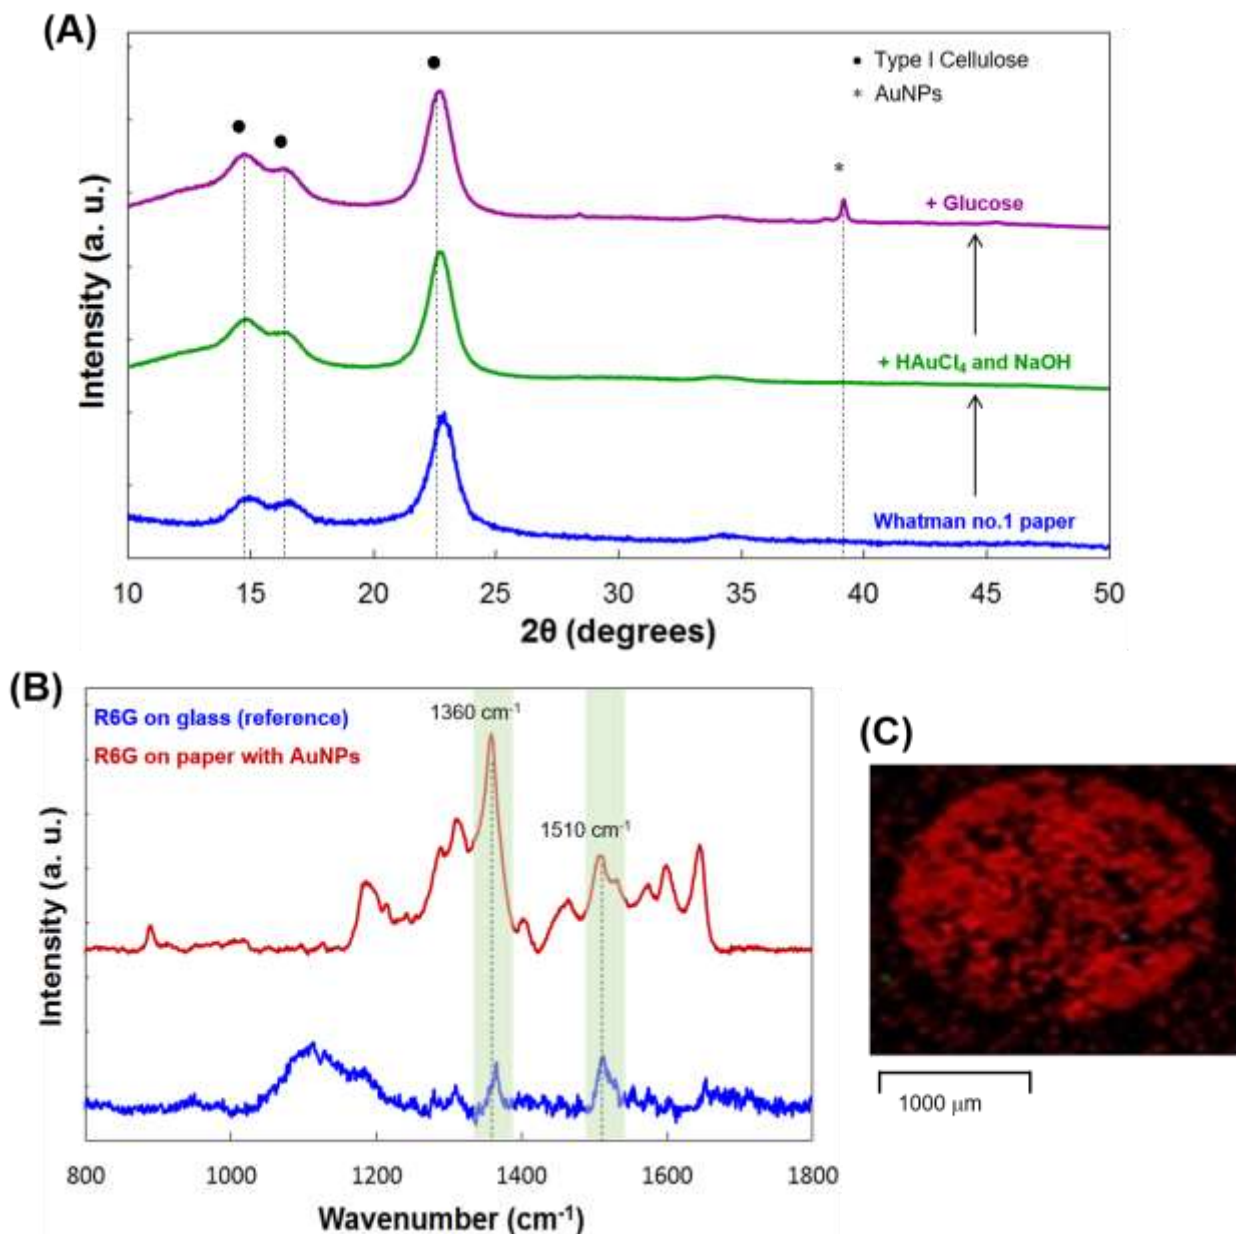 (A)
● Type I Cellulose
* AuNPs
*
+ Glucose
+ HAuCl₄ and NaOH
Whatman no.1 paper
Intensity (a. u.)
10 15 20 25 30 35 40 45 50
2θ (degrees)
(B)
R6G on glass (reference)
R6G on paper with AuNPs
1360 cm⁻¹
1510 cm⁻¹
Intensity (a. u.)
800 1000 1200 1400 1600 1800
Wavenumber (cm⁻¹)
(C)
1000 μm